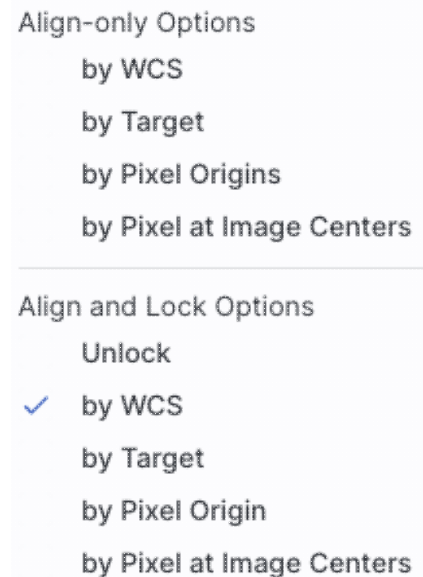 Align-only Options
by WCS
by Target
by Pixel Origins
by Pixel at Image Centers
Align and Lock Options
Unlock
by WCS
by Target
by Pixel Origin
by Pixel at Image Centers